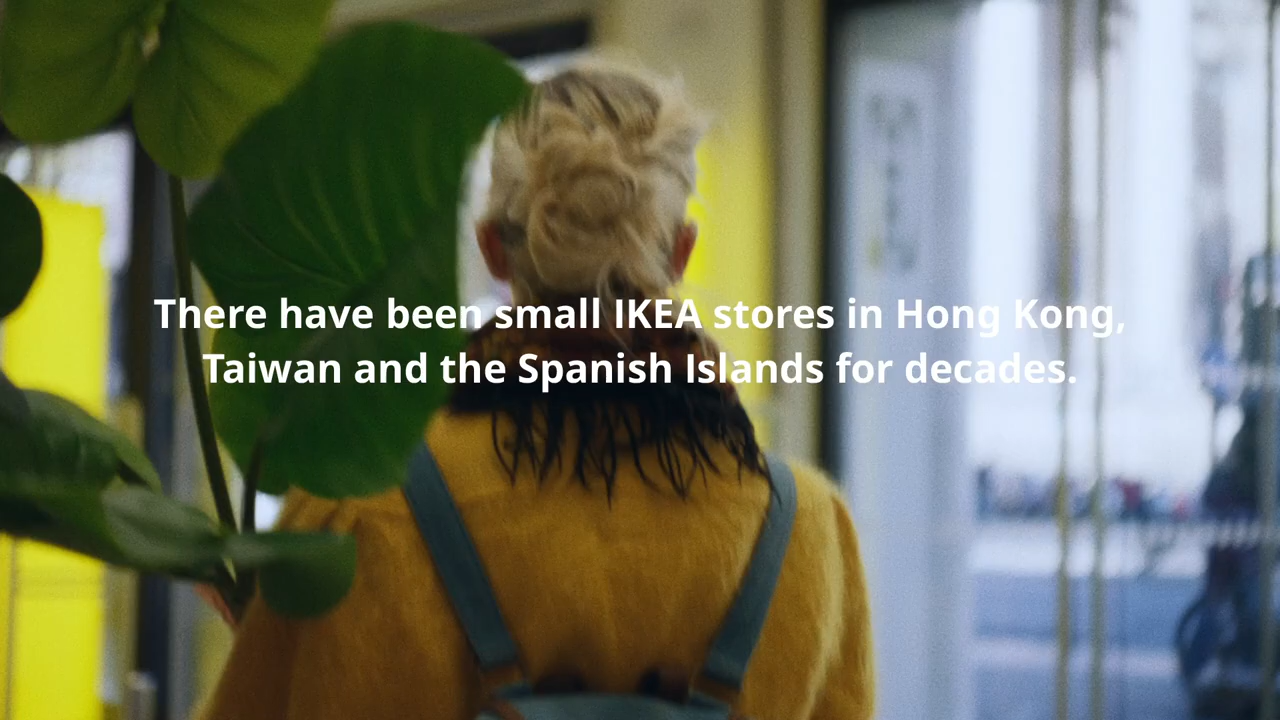 There have been small IKEA stores in Hong Kong,
Taiwan and the Spanish Islands for decades.